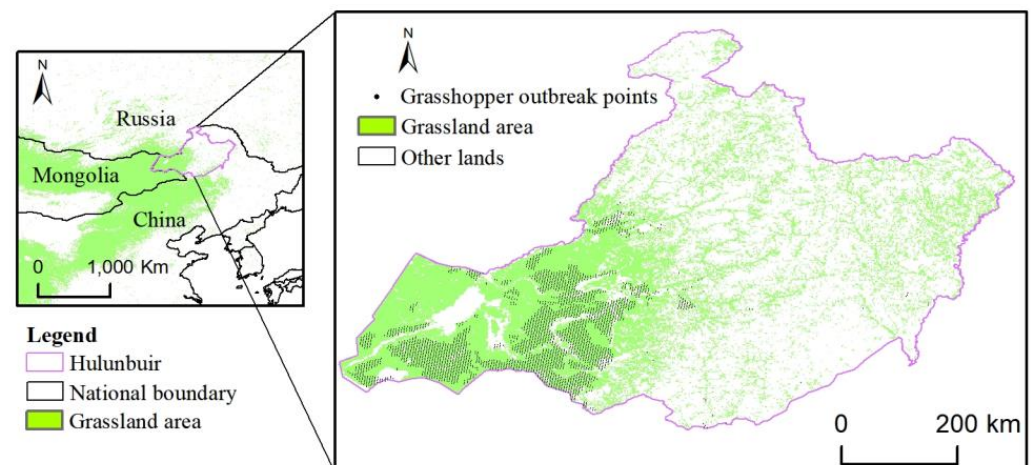 N
Russia
Mongolia
China
0 1,000 Km
Legend
Hulunbuir
National boundary
Grassland area
N
Grasshopper outbreak points
Grassland area
Other lands
0 200 km